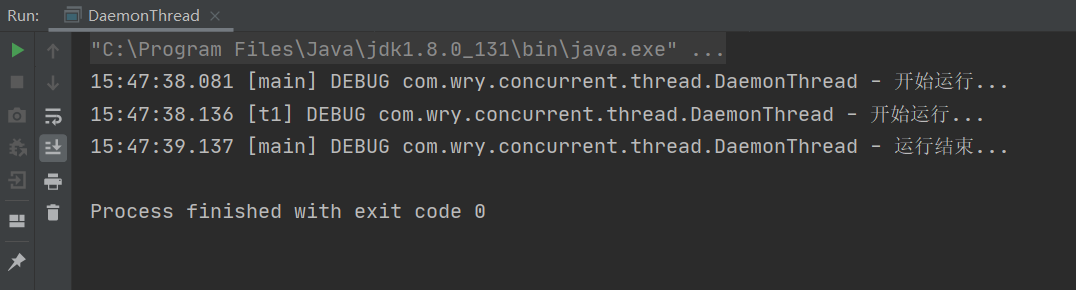 Run: DaemonThread
"C:\Program Files\Java\jdk1.8.0_131\bin\java.exe" ...
15:47:38.081 [main] DEBUG com.wry.concurrent.thread.DaemonThread - 开始运行...
15:47:38.136 [t1] DEBUG com.wry.concurrent.thread.DaemonThread - 开始运行...
15:47:39.137 [main] DEBUG com.wry.concurrent.thread.DaemonThread - 运行结束...
Process finished with exit code 0